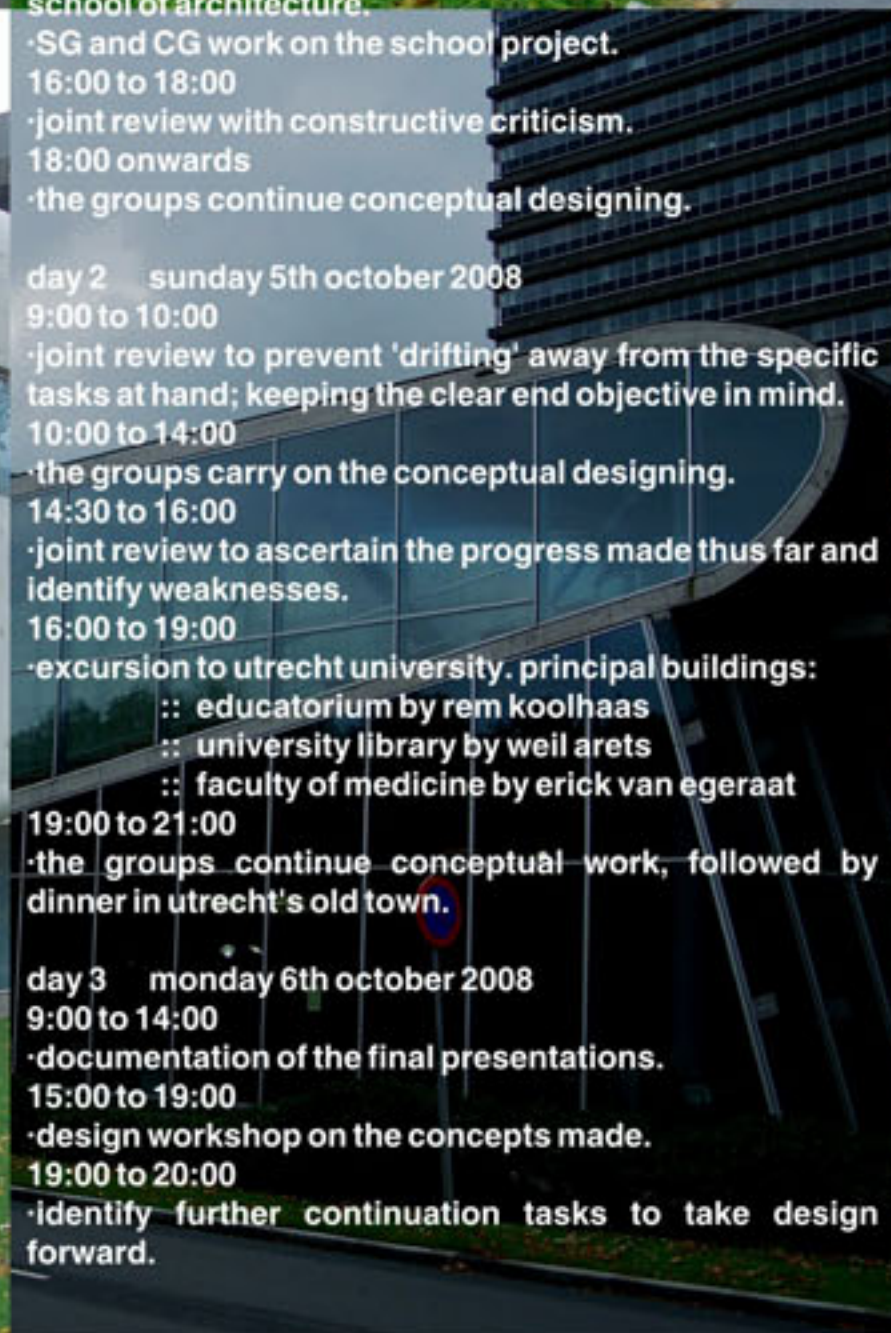 school of architecture.
·SG and CG work on the school project.
16:00 to 18:00
·joint review with constructive criticism.
18:00 onwards
·the groups continue conceptual designing.
day 2 sunday 5th october 2008
9:00 to 10:00
·joint review to prevent 'drifting' away from the specific
tasks at hand; keeping the clear end objective in mind.
10:00 to 14:00
·the groups carry on the conceptual designing.
14:30 to 16:00
·joint review to ascertain the progress made thus far and
identify weaknesses.
16:00 to 19:00
·excursion to utrecht university. principal buildings:
:: educatorium by rem koolhaas
:: university library by weil arets
:: faculty of medicine by erick van egeraat
19:00 to 21:00
·the groups continue conceptual work, followed by
dinner in utrecht's old town.
day 3 monday 6th october 2008
9:00 to 14:00
·documentation of the final presentations.
15:00 to 19:00
·design workshop on the concepts made.
19:00 to 20:00
·identify further continuation tasks to take design
forward.